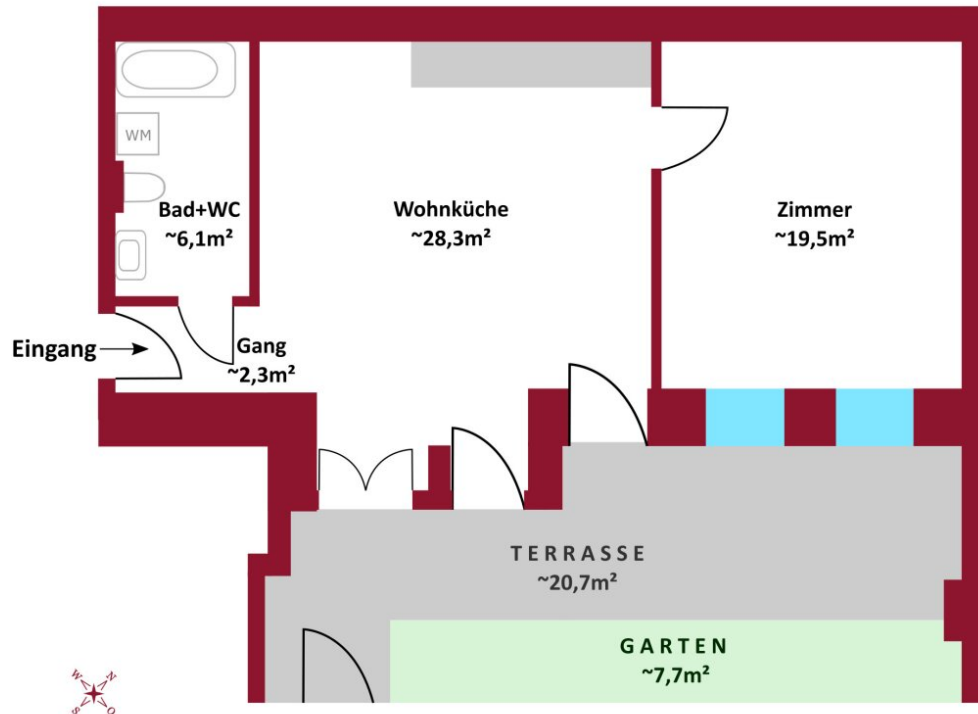 WM
Bad+WC
~6,1m²
Wohnküche
~28,3m²
Zimmer
~19,5m²
Eingang
Gang
~2,3m²
TERRASSE
~20,7m²
GARTEN
~7,7m²
W N
S O